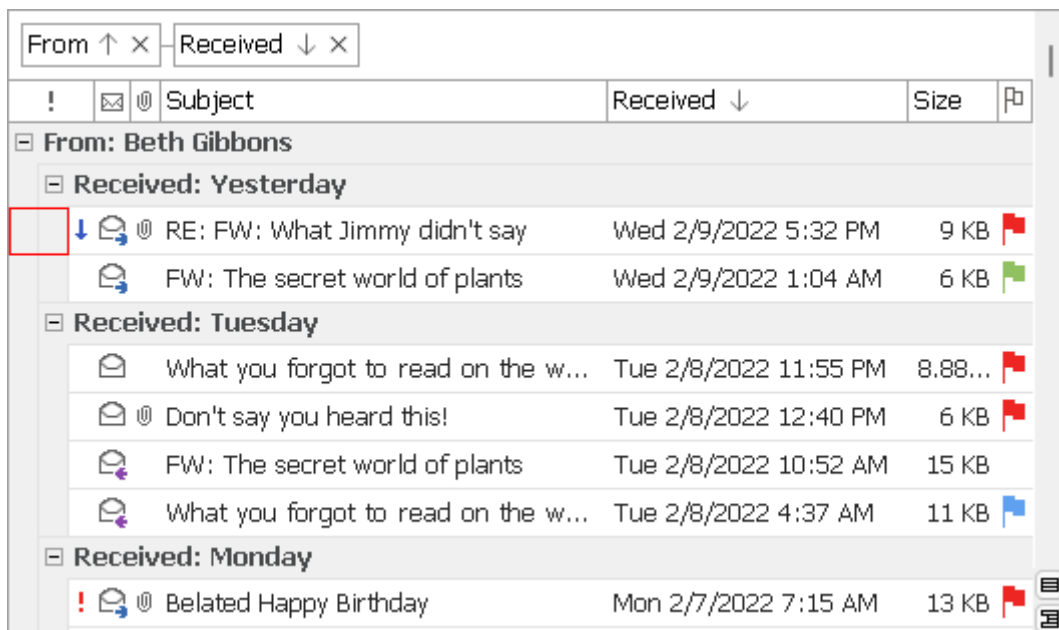 From ↑ × Received ↓ ×
! Subject Received ↓ Size
From: Beth Gibbons
Received: Yesterday
RE: FW: What Jimmy didn't say Wed 2/9/2022 5:32 PM 9 KB
FW: The secret world of plants Wed 2/9/2022 1:04 AM 6 KB
Received: Tuesday
What you forgot to read on the w... Tue 2/8/2022 11:55 PM 8.88...
Don't say you heard this! Tue 2/8/2022 12:40 PM 6 KB
FW: The secret world of plants Tue 2/8/2022 10:52 AM 15 KB
What you forgot to read on the w... Tue 2/8/2022 4:37 AM 11 KB
Received: Monday
! Belated Happy Birthday Mon 2/7/2022 7:15 AM 13 KB